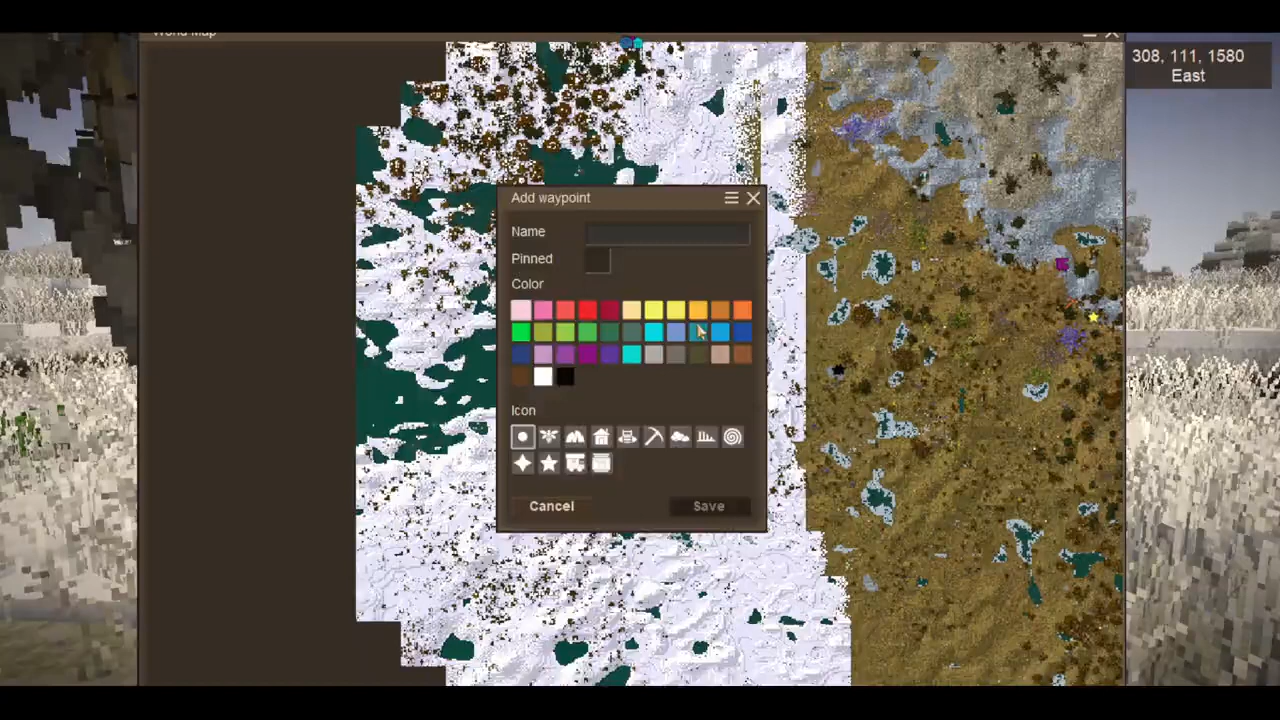 World Map
308, 111, 1580
East
Add waypoint
Name
Pinned
Color
Icon
Cancel
Save